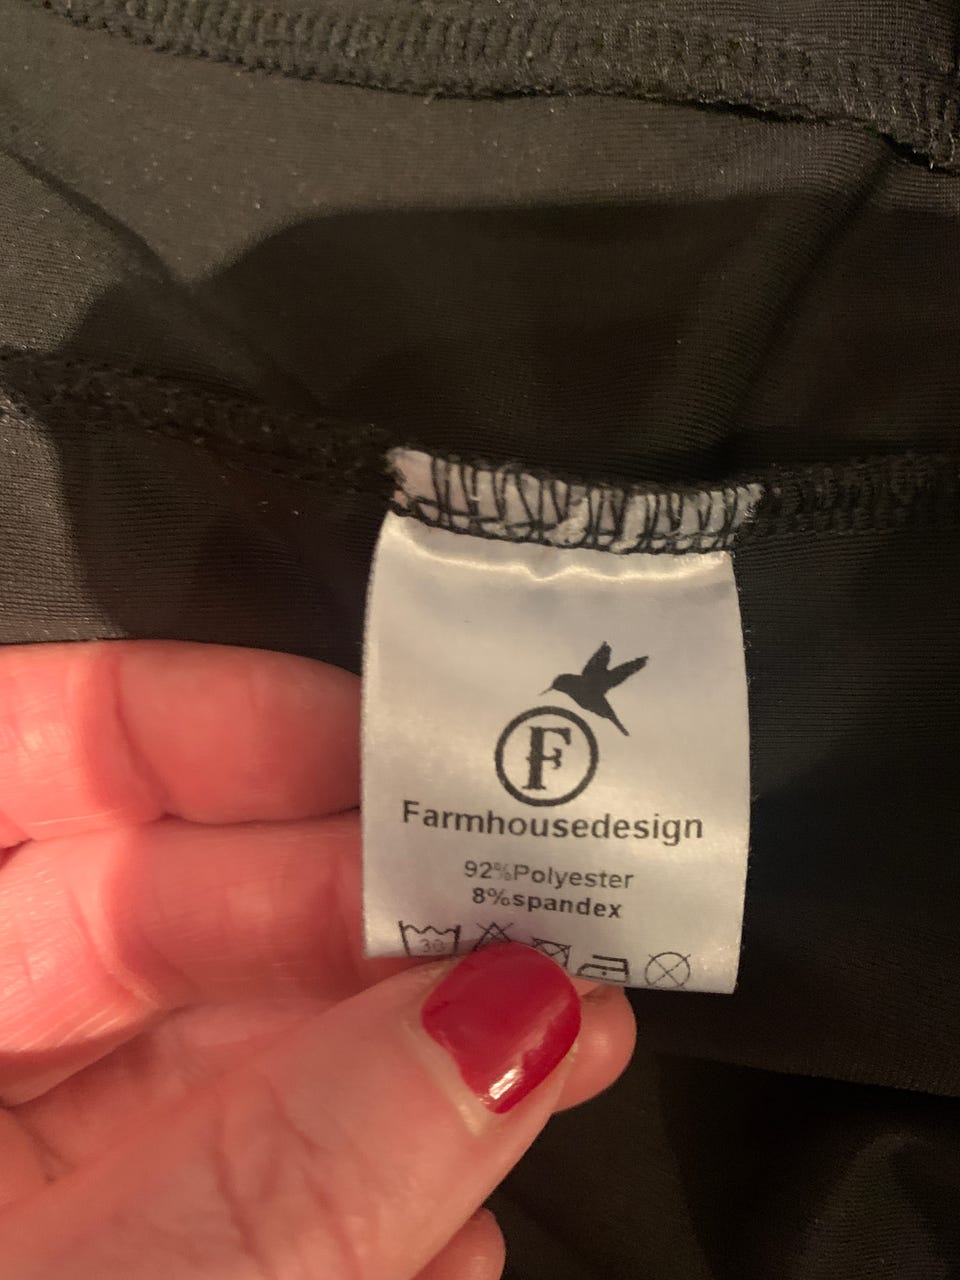 F
Farmhousedesign
92%Polyester
8%spandex
30